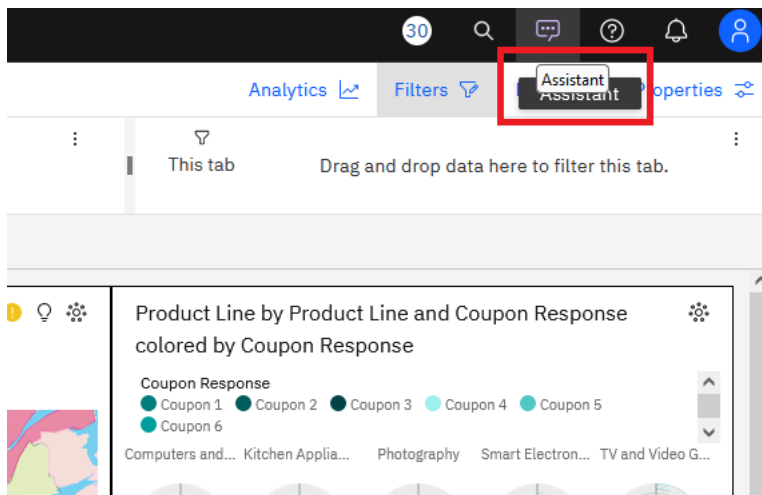 30
Analytics
Filters
Assistant
Assistant
roperties
This tab
Drag and drop data here to filter this tab.
Product Line by Product Line and Coupon Response
colored by Coupon Response
Coupon Response
Coupon 1 Coupon 2 Coupon 3 Coupon 4 Coupon 5
Coupon 6
Computers and... Kitchen Applia... Photography Smart Electron... TV and Video G...